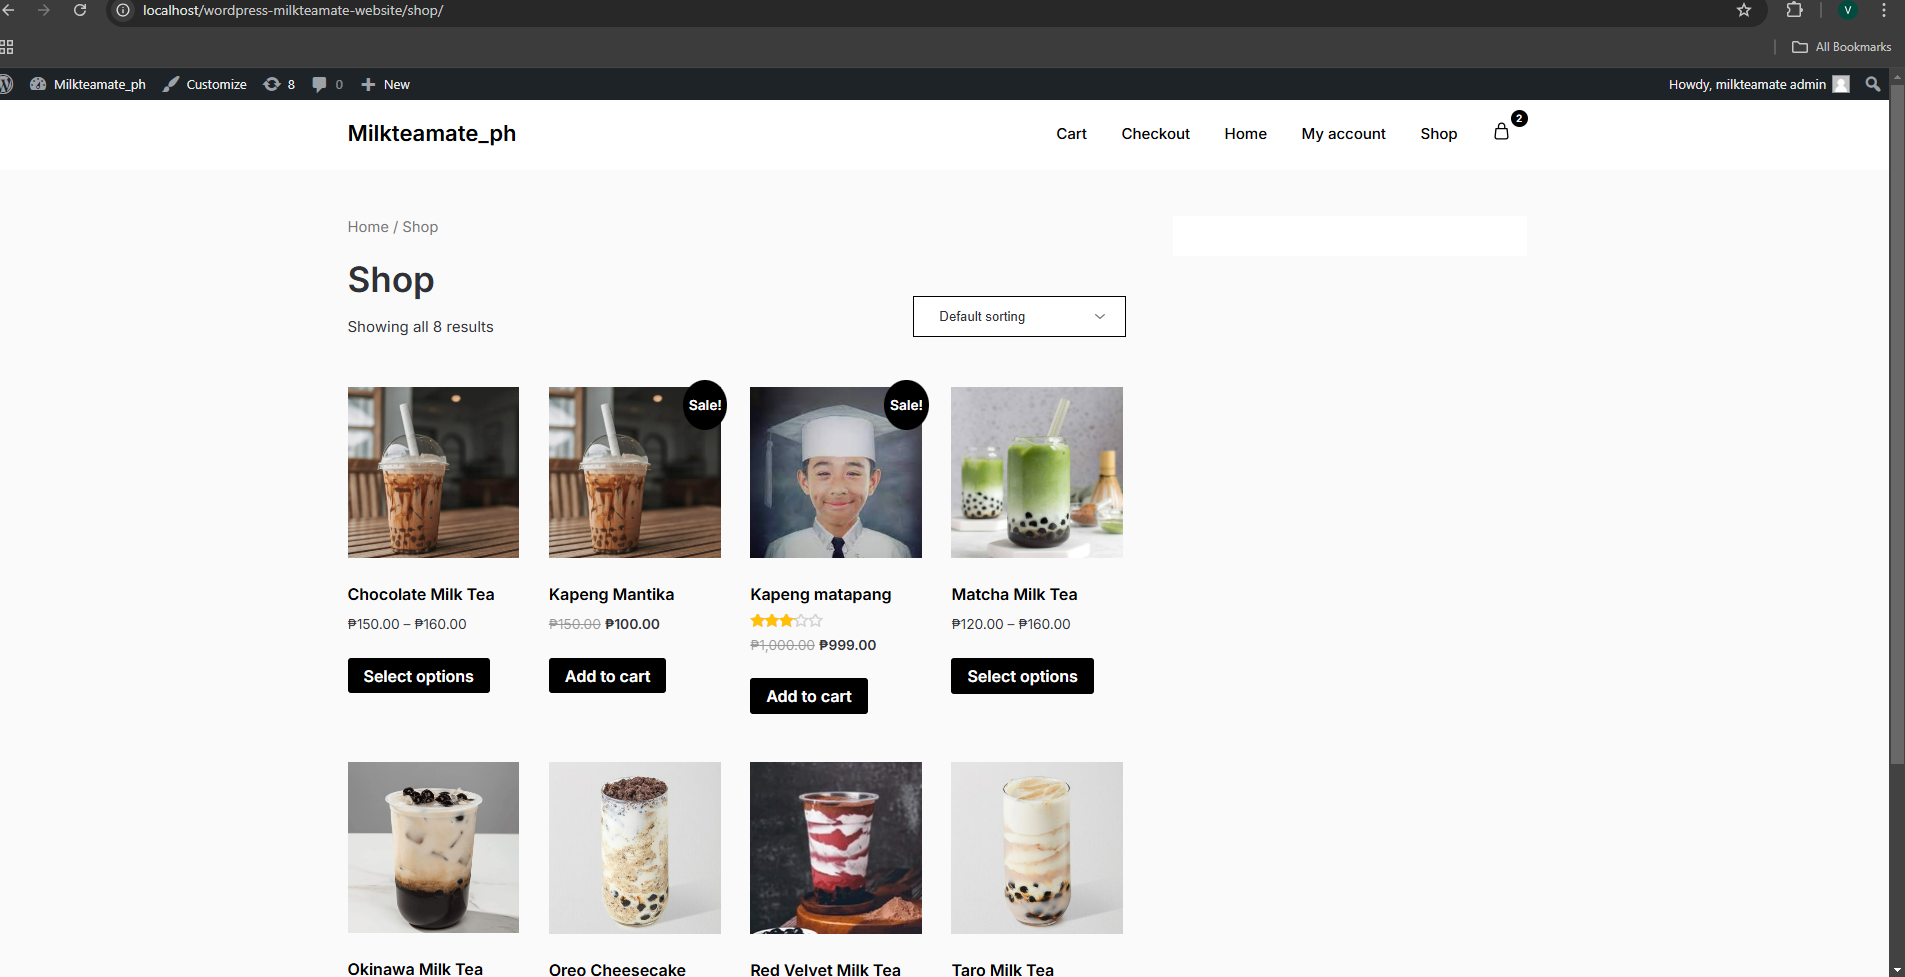 localhost/wordpress-milkteamate-website/shop/
V
All Bookmarks
Milkteamate_ph Customize 8 0 New Howdy, milkteamate admin
Milkteamate_ph Cart Checkout Home My account Shop 2
Home / Shop
Shop
Default sorting
Showing all 8 results
Sale! Sale!
Chocolate Milk Tea Kapeng Mantika Kapeng matapang Matcha Milk Tea
₱150.00 – ₱160.00 ₱150.00 ₱100.00 ₱120.00 – ₱160.00
₱1,000.00 ₱999.00
Select options Add to cart Select options
Add to cart
Okinawa Milk Tea Oreo Cheesecake Red Velvet Milk Tea Taro Milk Tea